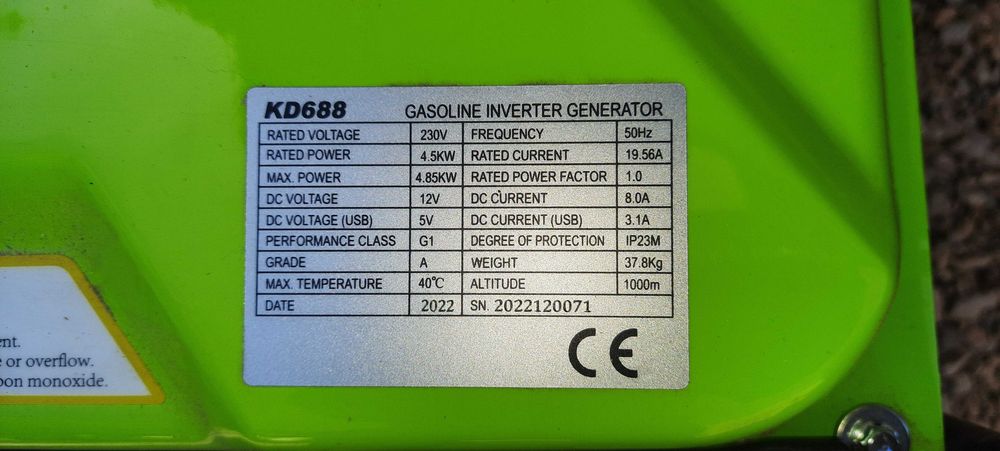 KD688 GASOLINE INVERTER GENERATOR
RATED VOLTAGE 230V FREQUENCY 50Hz
RATED POWER 4.5KW RATED CURRENT 19.56A
MAX. POWER 4.85KW RATED POWER FACTOR 1.0
DC VOLTAGE 12V DC CURRENT 8.0A
DC VOLTAGE (USB) 5V DC CURRENT (USB) 3.1A
PERFORMANCE CLASS G1 DEGREE OF PROTECTION IP23M
GRADE A WEIGHT 37.8Kg
MAX. TEMPERATURE 40℃ ALTITUDE 1000m
DATE 2022 SN. 2022120071
CE
ent.
e or overflow.
bon monoxide.